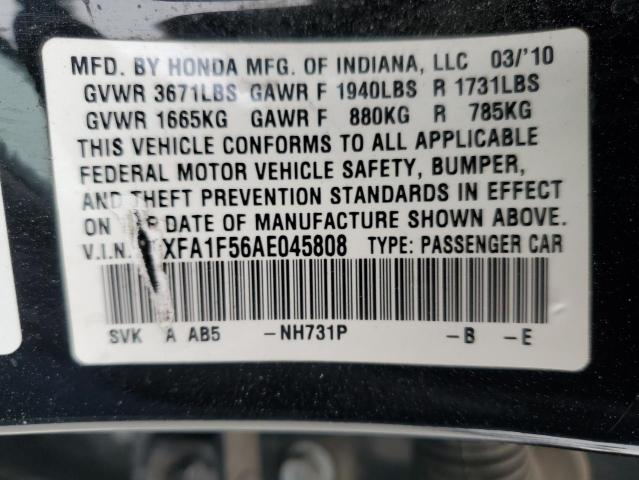 MFD. BY HONDA MFG. OF INDIANA, LLC 03/'10
GVWR 3671LBS GAWR F 1940LBS R 1731LBS
GVWR 1665KG GAWR F 880KG R 785KG
THIS VEHICLE CONFORMS TO ALL APPLICABLE
FEDERAL MOTOR VEHICLE SAFETY, BUMPER,
AND THEFT PREVENTION STANDARDS IN EFFECT
ON DATE OF MANUFACTURE SHOWN ABOVE.
V.I.N. XFA1F56AE045808 TYPE: PASSENGER CAR
SVK A AB5 -NH731P -B -E